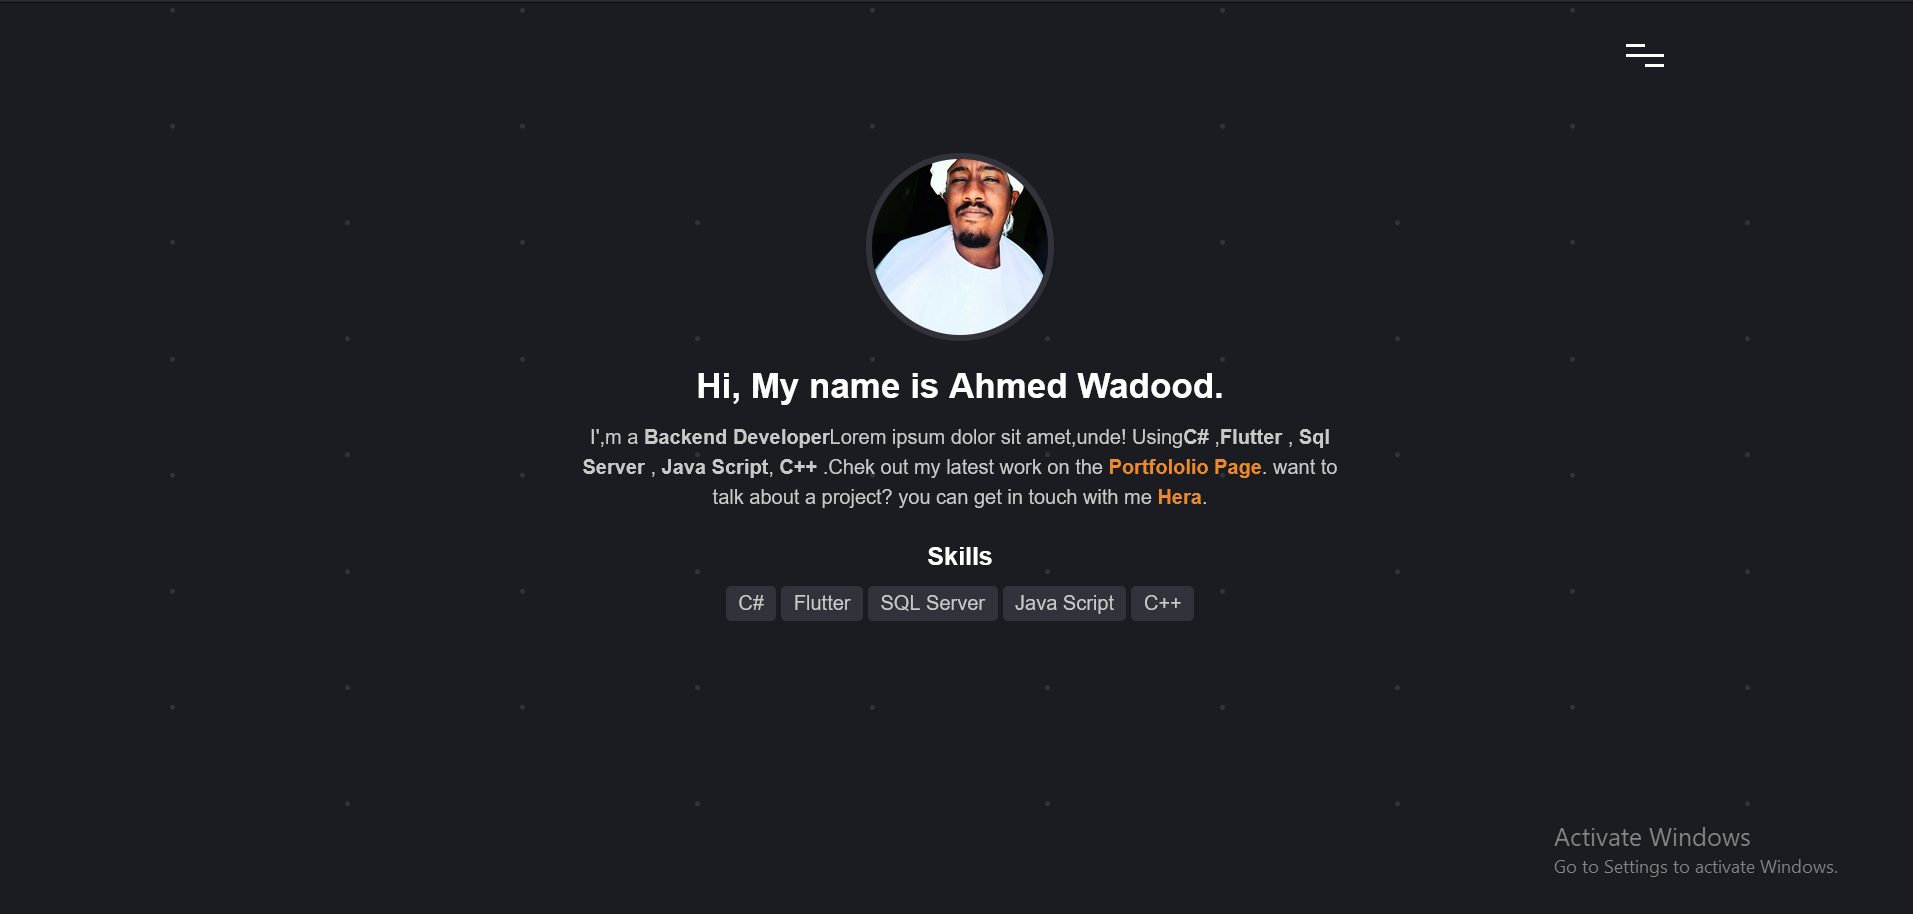 Hi, My name is Ahmed Wadood.
I',m a Backend DeveloperLorem ipsum dolor sit amet,unde! UsingC# ,Flutter , Sql
Server , Java Script, C++ .Chek out my latest work on the Portfololio Page. want to
talk about a project? you can get in touch with me Hera.
Skills
C# Flutter SQL Server Java Script C++
Activate Windows
Go to Settings to activate Windows.